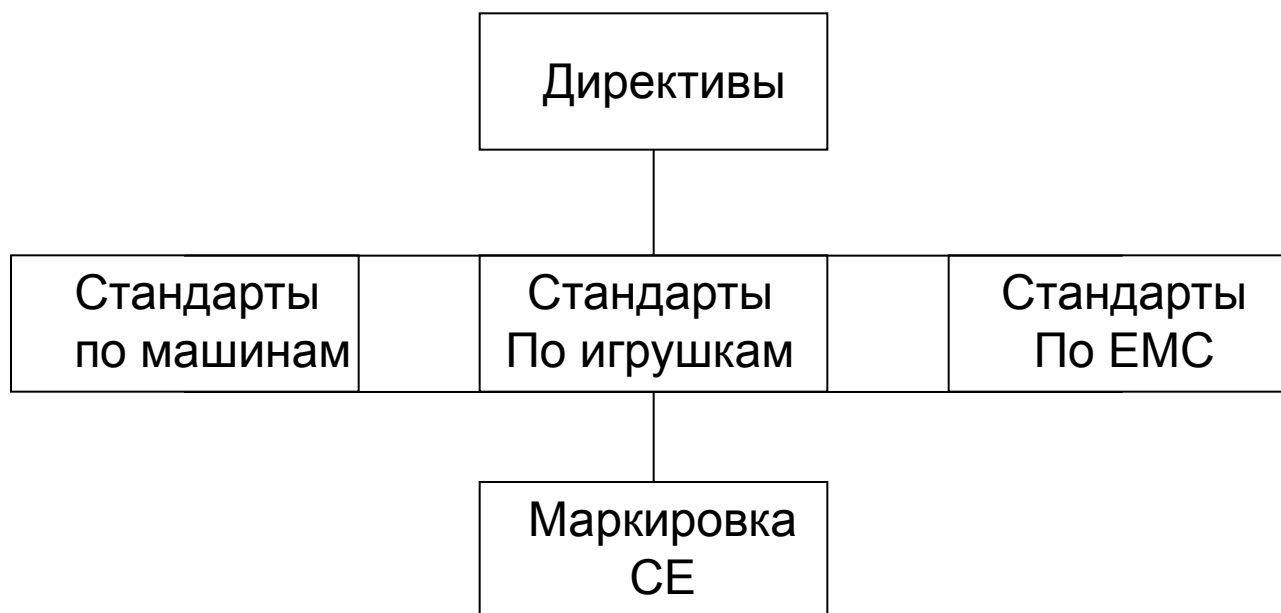 Директивы
Стандарты
по машинам
Стандарты
По игрушкам
Стандарты
По ЕМС
Маркировка
СЕ